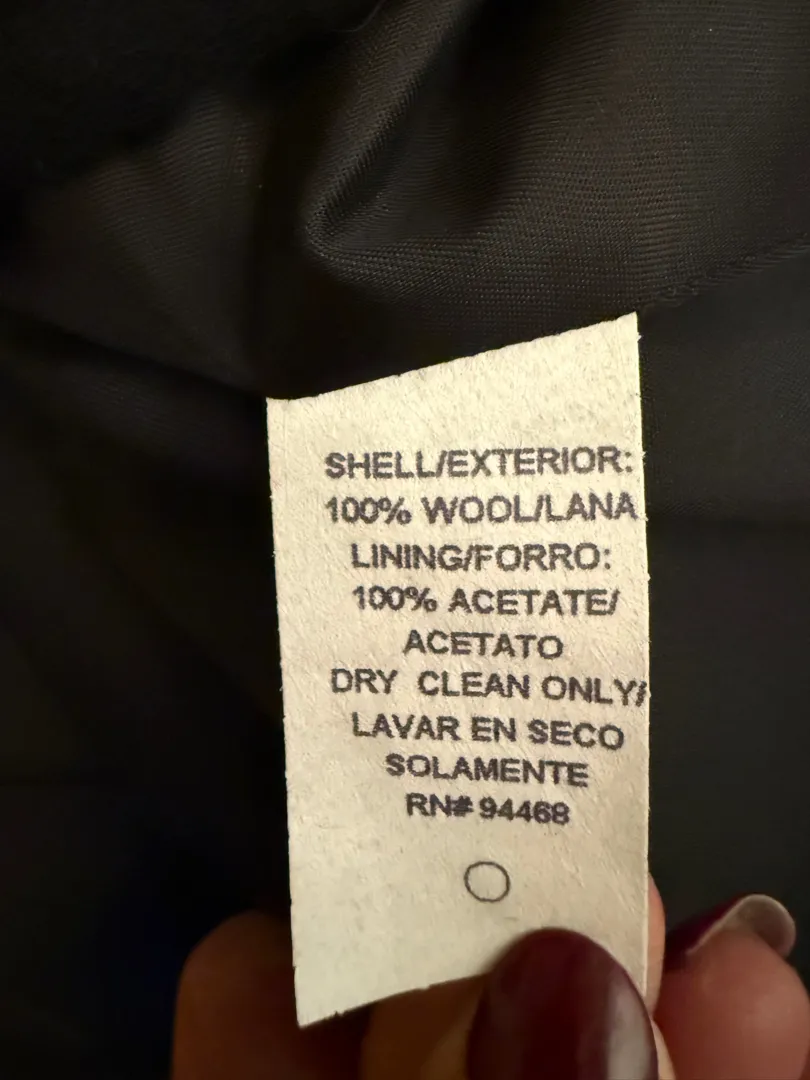 SHELL/EXTERIOR:
100% WOOL/LANA
LINING/FORRO:
100% ACETATE/
ACETATO
DRY CLEAN ONLY/
LAVAR EN SECO
SOLAMENTE
RN# 94468